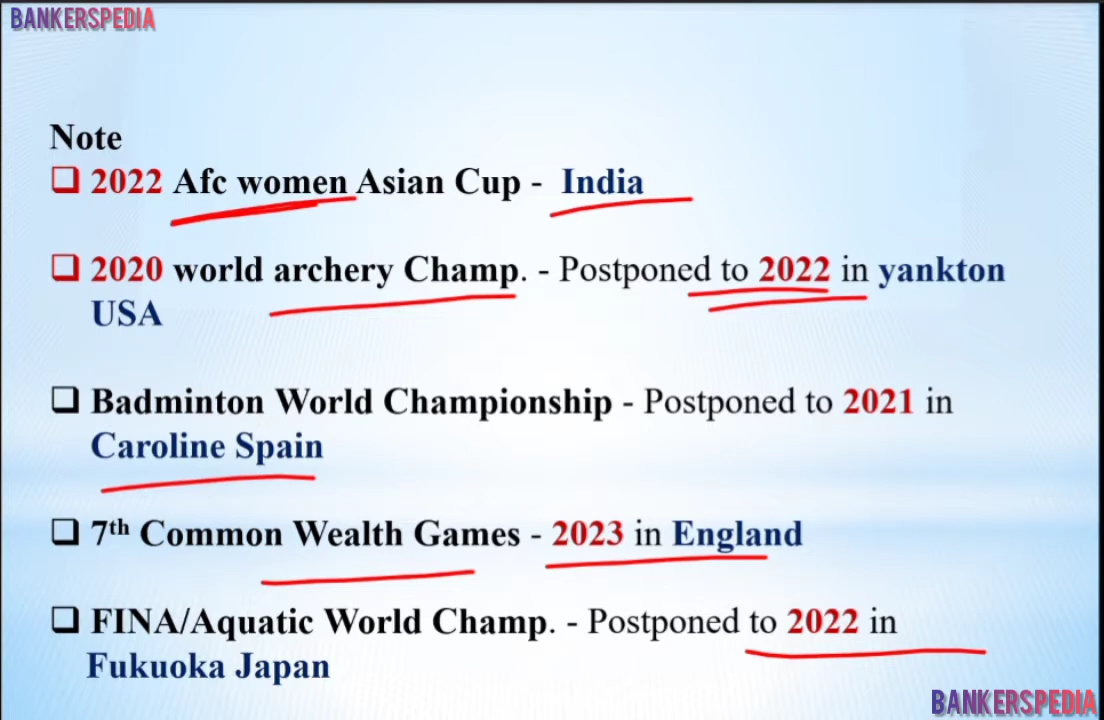 BANKERSPEDIA
Note
2022 Afc women Asian Cup - India
2020 world archery Champ. - Postponed to 2022 in yankton
USA
Badminton World Championship - Postponed to 2021 in
Caroline Spain
7th Common Wealth Games - 2023 in England
FINA/Aquatic World Champ. - Postponed to 2022 in
Fukuoka Japan
BANKERSPEDIA